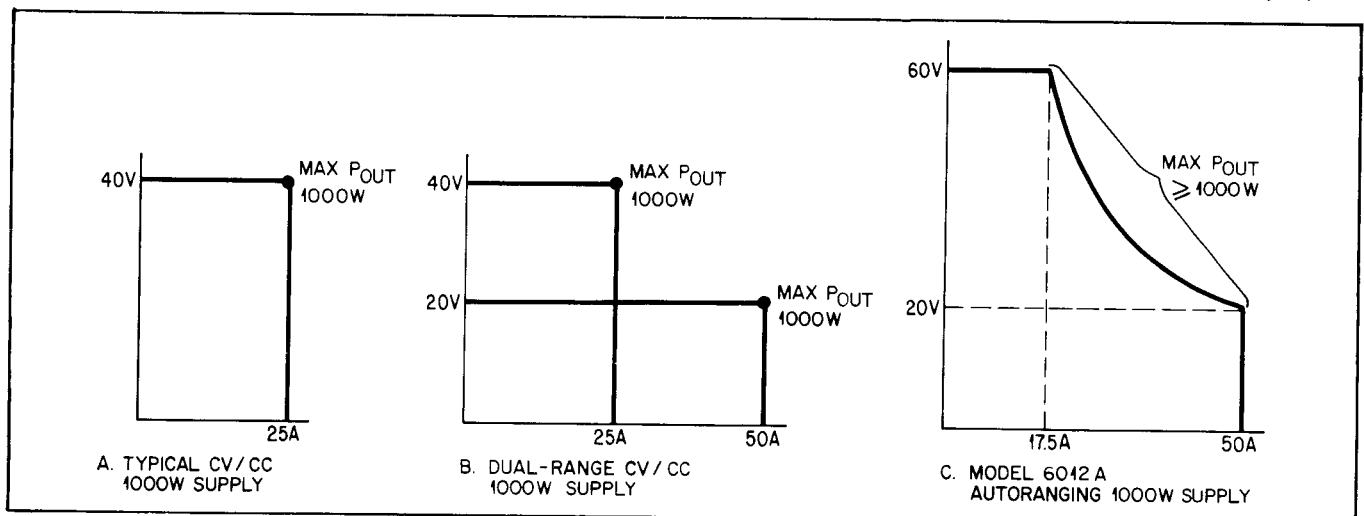 40V
MAX POUT
1000W
25A
A. TYPICAL CV/CC
1000W SUPPLY
40V
MAX POUT
1000W
20V
MAX POUT
1000W
25A
50A
B. DUAL-RANGE CV/CC
1000W SUPPLY
60V
MAX POUT
≥ 1000W
20V
17.5A
50A
C. MODEL 6012A
AUTORANGING 1000W SUPPLY